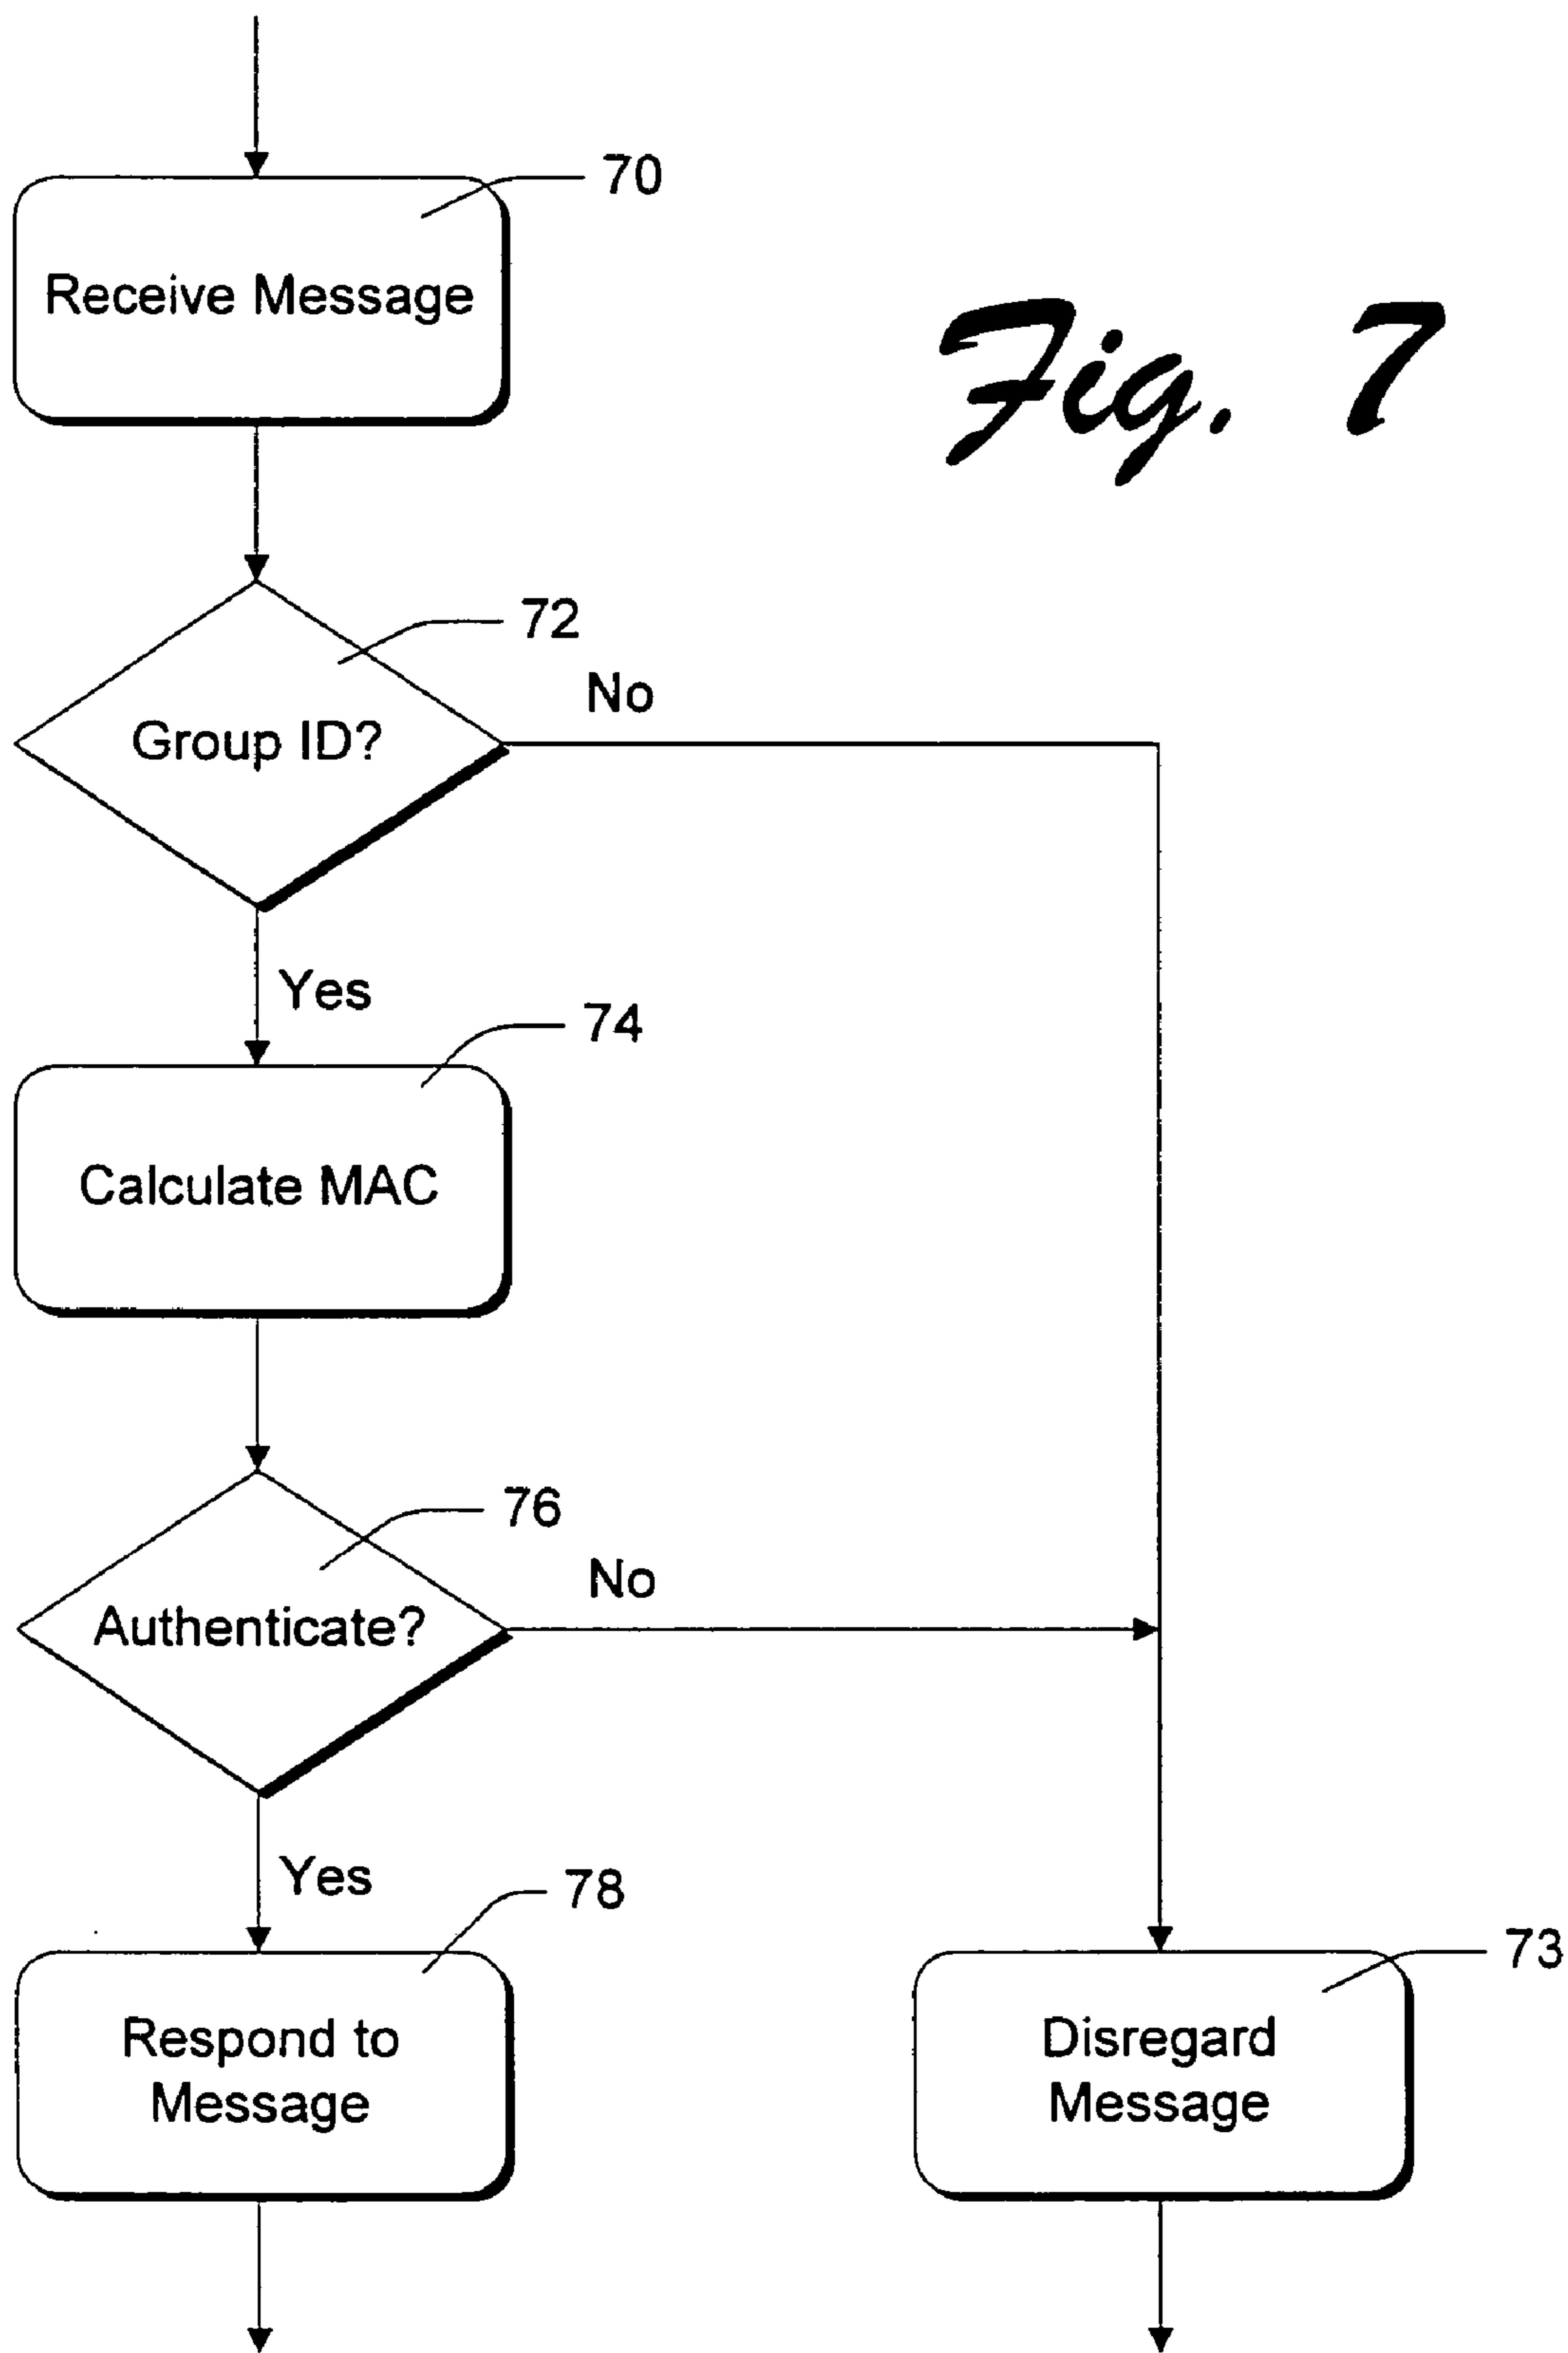 70
Receive Message
Fig. 7
72
No
Group ID?
Yes
74
Calculate MAC
76
No
Authenticate?
Yes
78
73
Respond to
Message
Disregard
Message